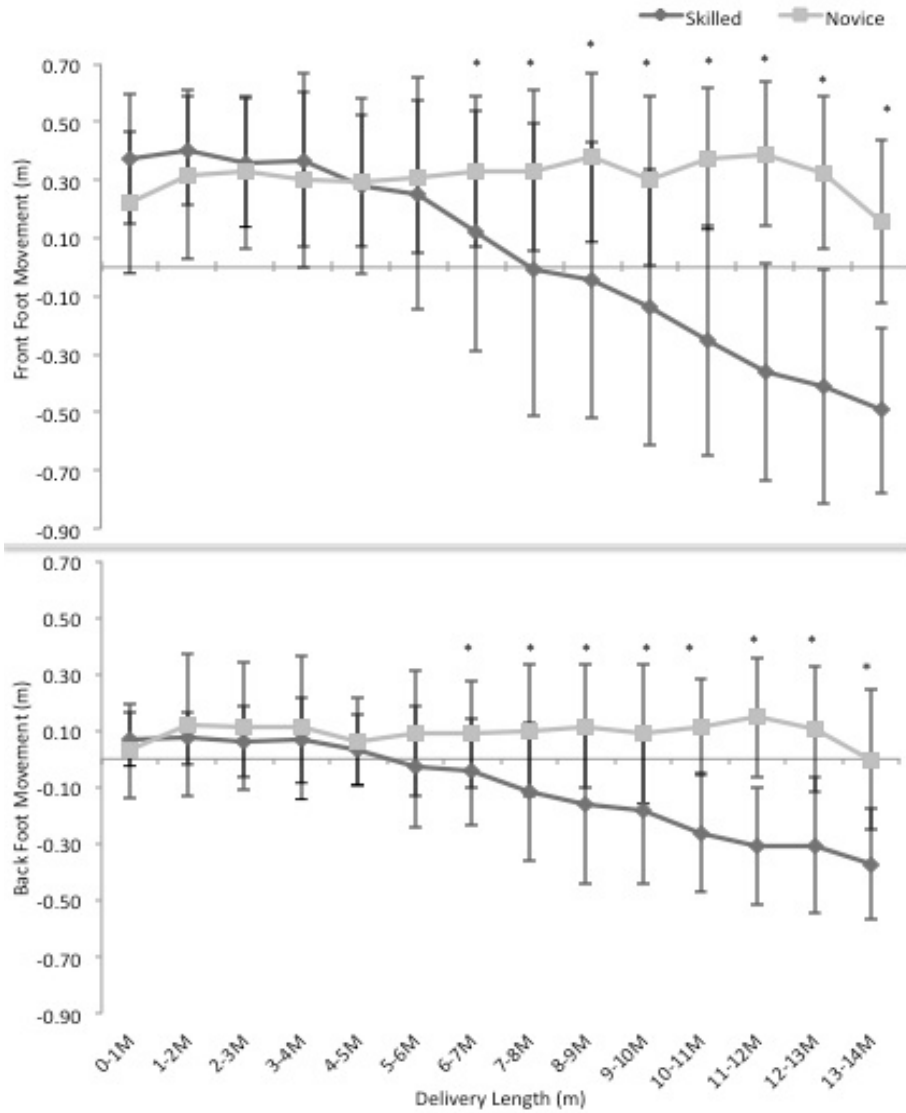 Skilled Novice
* * * * * * * *
0.70
0.50
0.30
0.10
-0.10
-0.30
-0.50
-0.70
-0.90
Front Foot Movement (m)
* * * * * * * *
0.70
0.50
0.30
0.10
-0.10
-0.30
-0.50
-0.70
-0.90
Back Foot Movement (m)
0-1M 1-2M 2-3M 3-4M 4-5M 5-6M 6-7M 7-8M 8-9M 9-10M 10-11M 11-12M 12-13M 13-14M
Delivery Length (m)